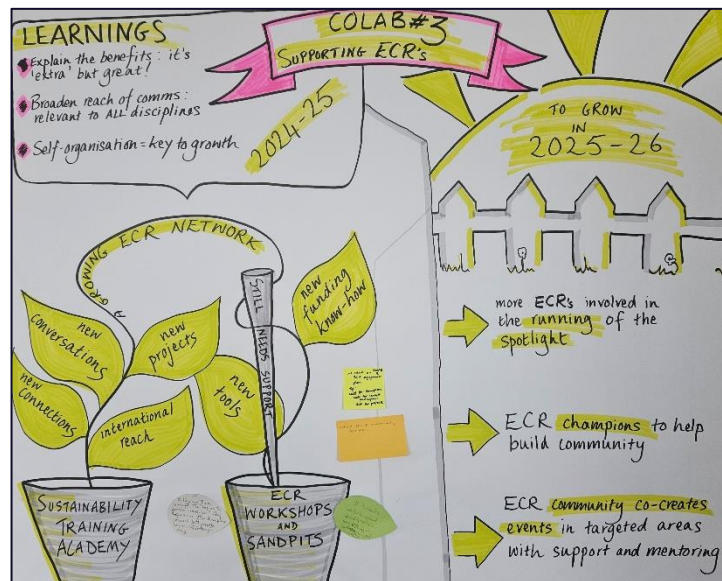 COLAB#3
SUPPORTING ECR's
LEARNINGS
Explain the benefits: it's
'extra' but great!
Broaden reach of comms:
relevant to ALL disciplines
Self-organisation = key to growth
2024-25
TO GROW
IN
2025-26
A GROWING ECR NETWORK
STILL NEEDS SUPPORT
new
funding
know-how
new
conversations
new
projects
new
connections
international
reach
new
tools
SUSTAINABILITY
TRAINING
ACADEMY
ECR
WORKSHOPS
AND
SANDPITS
more ECR's involved in
the running of the
spotlight
ECR champions to help
build community
ECR community co-creates
events in targeted areas
with support and mentoring